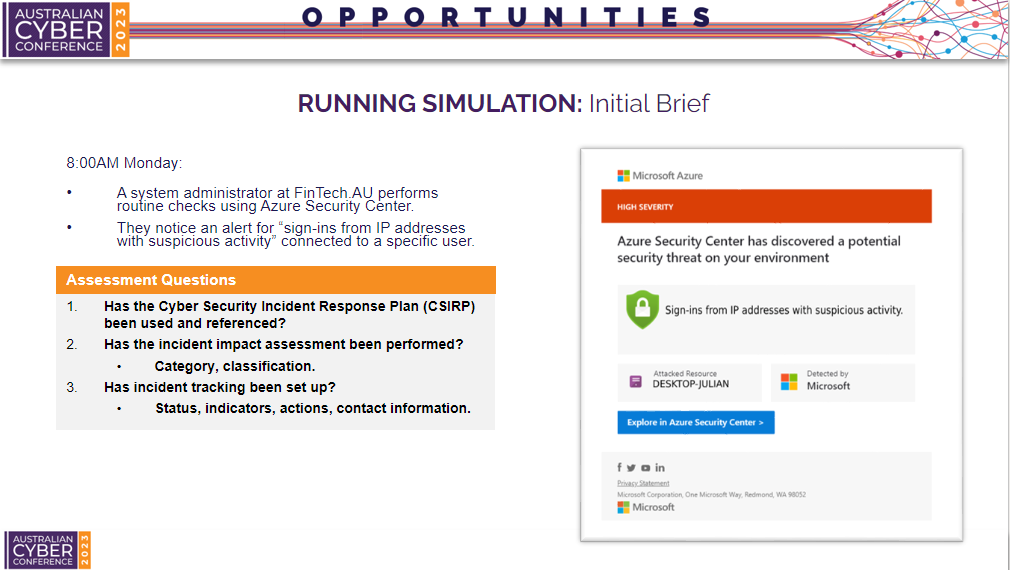 AUSTRALIAN
CYBER
CONFERENCE
2023
OPPORTUNITIES
RUNNING SIMULATION: Initial Brief
8:00AM Monday:
• A system administrator at FinTech.AU performs
routine checks using Azure Security Center.
• They notice an alert for “sign-ins from IP addresses
with suspicious activity” connected to a specific user.
Assessment Questions
1. Has the Cyber Security Incident Response Plan (CSIRP)
been used and referenced?
2. Has the incident impact assessment been performed?
• Category, classification.
3. Has incident tracking been set up?
• Status, indicators, actions, contact information.
Microsoft Azure
HIGH SEVERITY
Azure Security Center has discovered a potential
security threat on your environment
Sign-ins from IP addresses with suspicious activity.
Attacked Resource
DESKTOP-JULIAN
Detected by
Microsoft
Explore in Azure Security Center >
Privacy Statement
Microsoft Corporation, One Microsoft Way, Redmond, WA 98052
Microsoft
AUSTRALIAN
CYBER
CONFERENCE
2023